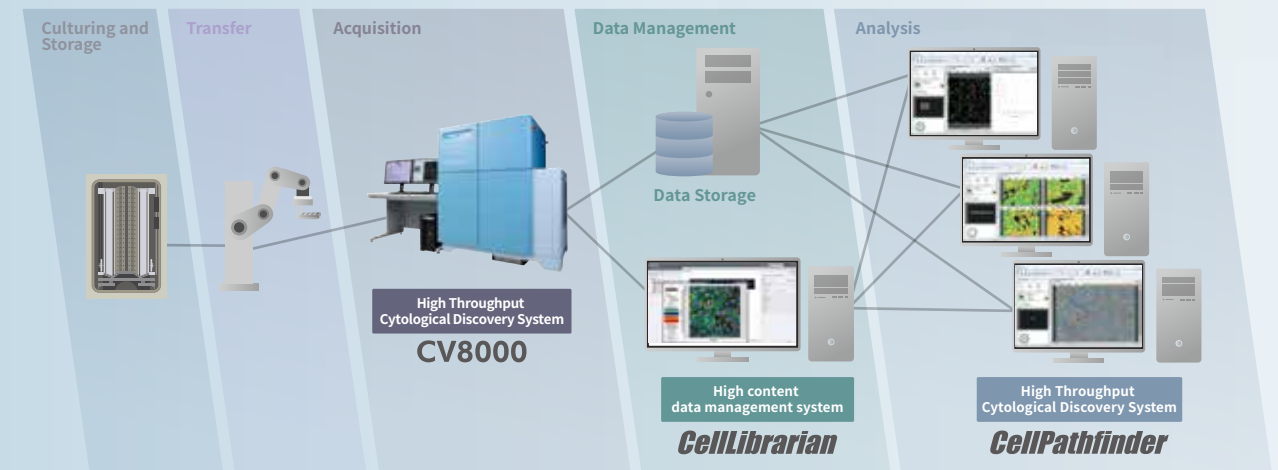 Culturing and
Storage
Transfer
Acquisition
Data Management
Analysis
Data Storage
High Throughput
Cytological Discovery System
CV8000
High content
data management system
CellLibrarian
High Throughput
Cytological Discovery System
CellPathfinder